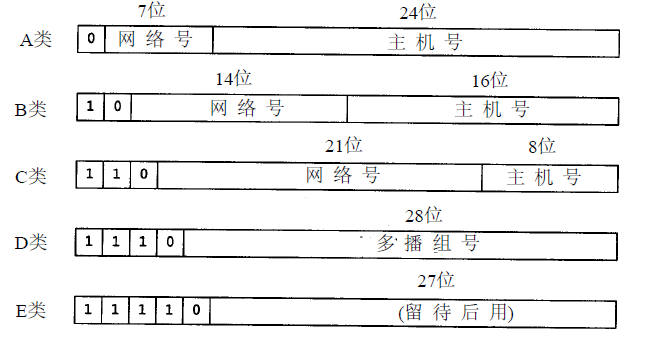 7位 24位
A类 0 网络号 主机号
14位 16位
B类 1 0 网络号 主机号
21位 8位
C类 1 1 0 网络号 主机号
28位
D类 1 1 1 0 多播组号
27位
E类 1 1 1 1 0 (留待后用)